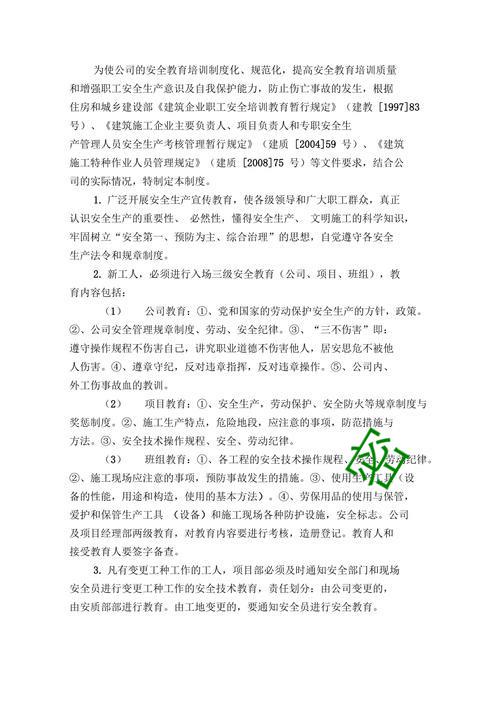 为使公司的安全教育培训制度化、规范化，提高安全教育培训质量
和增强职工安全生产意识及自我保护能力，防止伤亡事故的发生，根据
住房和城乡建设部《建筑企业职工安全培训教育暂行规定》（建教 [1997]83
号）、《建筑施工企业主要负责人、项目负责人和专职安全生
产管理人员安全生产考核管理暂行规定》（建质 [2004]59 号）、《建筑
施工特种作业人员管理规定》（建质 [2008]75 号）等文件要求，结合公
司的实际情况，特制定本制度。
1. 广泛开展安全生产宣传教育，使各级领导和广大职工群众，真正
认识安全生产的重要性、 必然性，懂得安全生产、 文明施工的科学知识，
牢固树立“安全第一、预防为主、综合治理”的思想，自觉遵守各安全
生产法令和规章制度。
2. 新工人，必须进行入场三级安全教育（公司、项目、班组），教
育内容包括：
（1） 公司教育：①、党和国家的劳动保护安全生产的方针，政策。
②、公司安全管理规章制度、劳动、安全纪律。③、“三不伤害”即：
遵守操作规程不伤害自己，讲究职业道德不伤害他人，居安思危不被他
人伤害。④、遵章守纪，反对违章指挥，反对违章操作。⑤、公司内、
外工伤事故血的教训。
（2） 项目教育：①、安全生产，劳动保护、安全防火等规章制度与
奖惩制度。②、施工生产特点，危险地段，应注意的事项，防范措施与
方法。③、安全技术操作规程、安全、劳动纪律。
（3） 班组教育：①、各工程的安全技术操作规程、安全、劳动纪律。
②、施工现场应注意的事项，预防事故发生的措施。③、使用生产工具（设
备的性能，用途和构造，使用的基本方法）。④、劳保用品的使用与保管，
爱护和保管生产工具 （设备）和施工现场各种防护设施，安全标志。公司
及项目经理部两级教育，对教育内容要进行考核，造册登记。教育人和
接受教育人要签字备查。
3. 凡有变更工种工作的工人，项目部必须及时通知安全部门和现场
安全员进行变更工种工作的安全技术教育，责任划分：由公司变更的，
由安质部部进行教育。由工地变更的，要通知安全员进行安全教育。